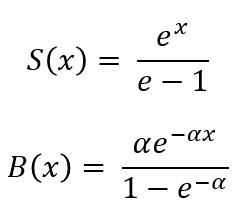 S(x) = e^x / (e − 1)
B(x) = αe^{−αx} / (1 − e^{−α})